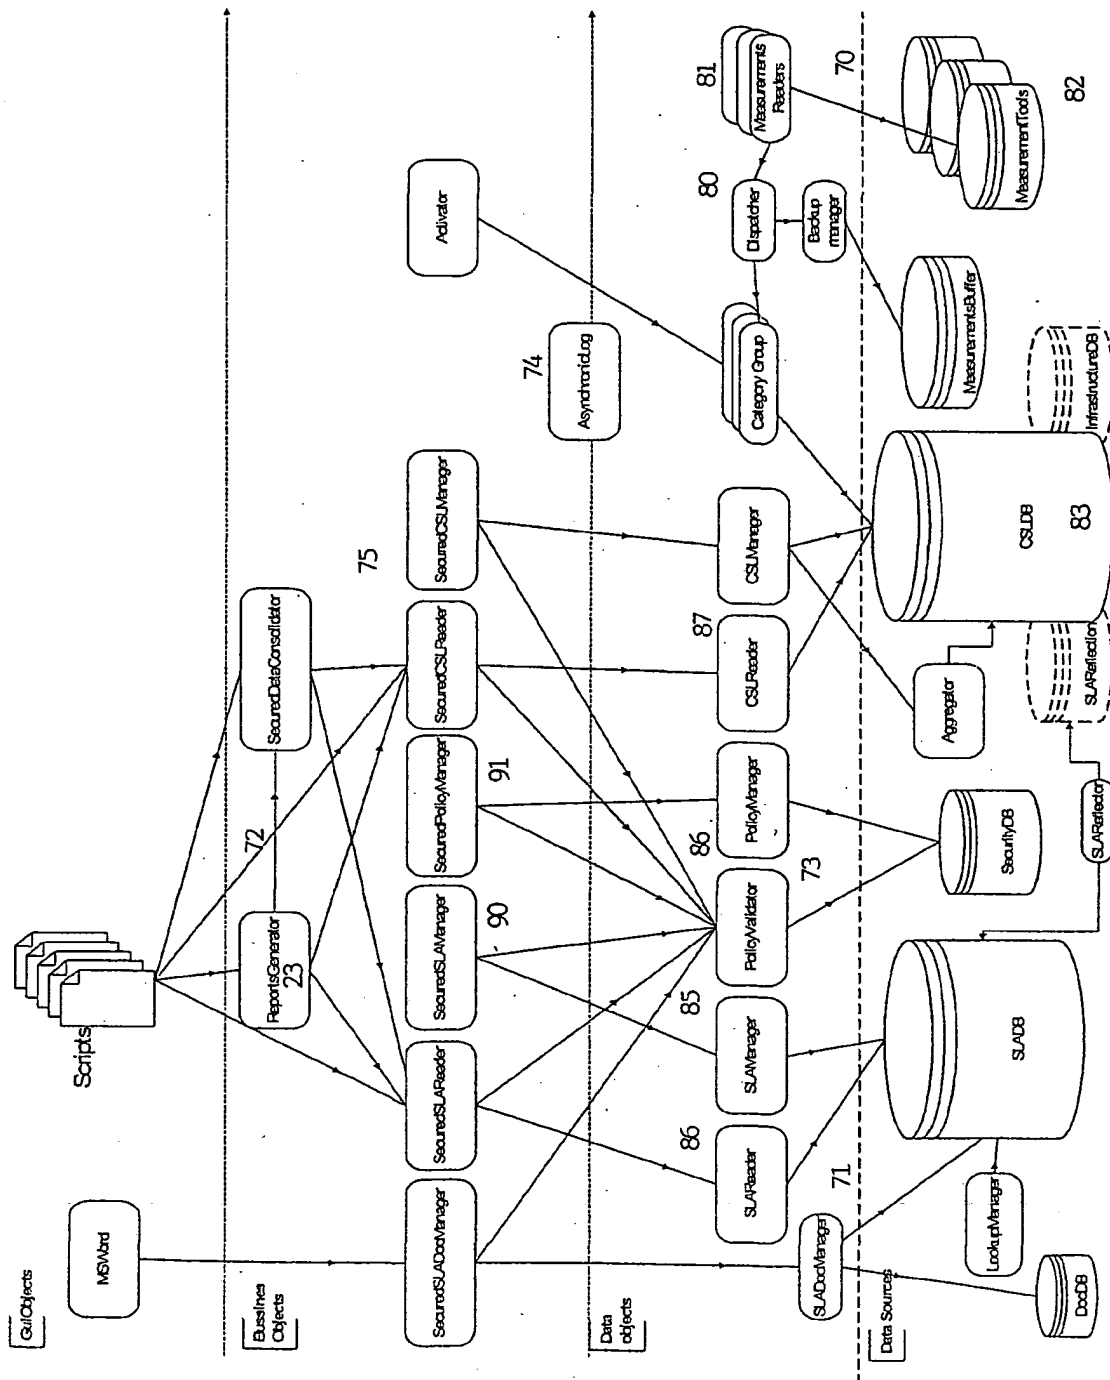 GuiObjects
MSWord
Scripts
Bussines
Objects
ReportsGenerator
23
72
SecuredDataConsolidator
SecuredSLADocManager
SecuredSLAReader
SecuredSLAManager
90
SecuredPolicyManager
91
SecuredCSLReader
75
SecuredCSLManager
Activator
74
AsynchronicLog
Data
objects
SLADocManager
71
SLAReader
86
SLAManager
85
PolicyValidator
73
PolicyManager
86
CSLReader
87
CSLManager
Category Group
Dispatcher
80
Backup
manager
Measurements
Readers
81
70
Data Sources
DocDB
LookupManager
SLADB
SLAReflector
SecurityDB
Aggregator
SLAReflection
CSLDB
83
InfrastructureDB
MeasurementsBuffer
MeasurementTools
82